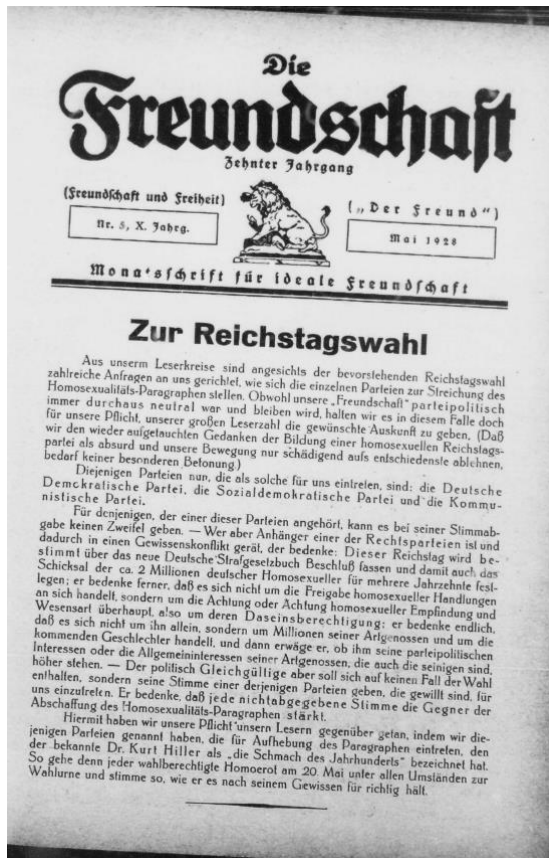 Die
Freundschaft
Zehnter Jahrgang
(Freundschaft und Freiheit)
(„Der Freund")
Nr. 5, X. Jahrg.
Mai 1928
Monatsschrift für ideale Freundschaft
Zur Reichstagswahl
Aus unserm Leserkreise sind angesichts der bevorstehenden Reichstagswahl
zahlreiche Anfragen an uns gerichtet, wie sich die einzelnen Parteien zur Streichung des
Homosexualitäts-Paragraphen stellen. Obwohl unsere „Freundschaft" parteipolitisch
immer durchaus neutral war und bleiben wird, halten wir es in diesem Falle doch
für unsere Pflicht, unserer großen Leserzahl die gewünschte Auskunft zu geben. (Daß
wir den wieder aufgetauchten Gedanken der Bildung einer homosexuellen Reichstags-
partei als absurd und unsere Bewegung nur schädigend aufs entschiedenste ablehnen,
bedarf keiner besonderen Betonung.)
Diejenigen Parteien nun, die als solche für uns eintreten, sind: die Deutsche
Demokratische Partei, die Sozialdemokratische Partei und die Kommu-
nistische Partei.
Für denjenigen, der einer dieser Parteien angehört, kann es bei seiner Stimmab-
gabe keinen Zweifel geben. — Wer aber Anhänger einer der Rechtsparteien ist und
dadurch in einen Gewissenskonflikt gerät, der bedenke: Dieser Reichstag wird be-
stimmt über das neue Deutsche Strafgesetzbuch Beschluß fassen und damit auch das
Schicksal der ca. 2 Millionen deutscher Homosexueller für mehrere Jahrzehnte fest-
legen; er bedenke ferner, daß es sich nicht um die Freigabe homosexueller Handlungen
an sich handelt, sondern um die Achtung oder Ächtung homosexueller Empfindung und
Wesensart überhaupt, also um deren Daseinsberechtigung; er bedenke endlich,
daß es sich nicht um ihn allein, sondern um Millionen seiner Artgenossen und um die
kommenden Geschlechter handelt, und dann erwäge er, ob ihm seine parteipolitischen
Interessen oder die Allgemeininteressen seiner Artgenossen, die auch die seinigen sind,
höher stehen. — Der politisch Gleichgültige aber soll sich auf keinen Fall der Wahl
enthalten, sondern seine Stimme einer derjenigen Parteien geben, die gewillt sind, für
uns einzutreten. Er bedenke, daß jede nichtabgegebene Stimme die Gegner der
Abschaffung des Homosexualitäts-Paragraphen stärkt.
Hiermit haben wir unsere Pflicht unsern Lesern gegenüber getan, indem wir die-
jenigen Parteien genannt haben, die für Aufhebung des Paragraphen eintreten, den
der bekannte Dr. Kurt Hiller als „die Schmach des Jahrhunderts" bezeichnet hat.
So gehe denn jeder wahlberechtigte Homoerot am 20. Mai unter allen Umständen zur
Wahlurne und stimme so, wie er es nach seinem Gewissen für richtig hält.